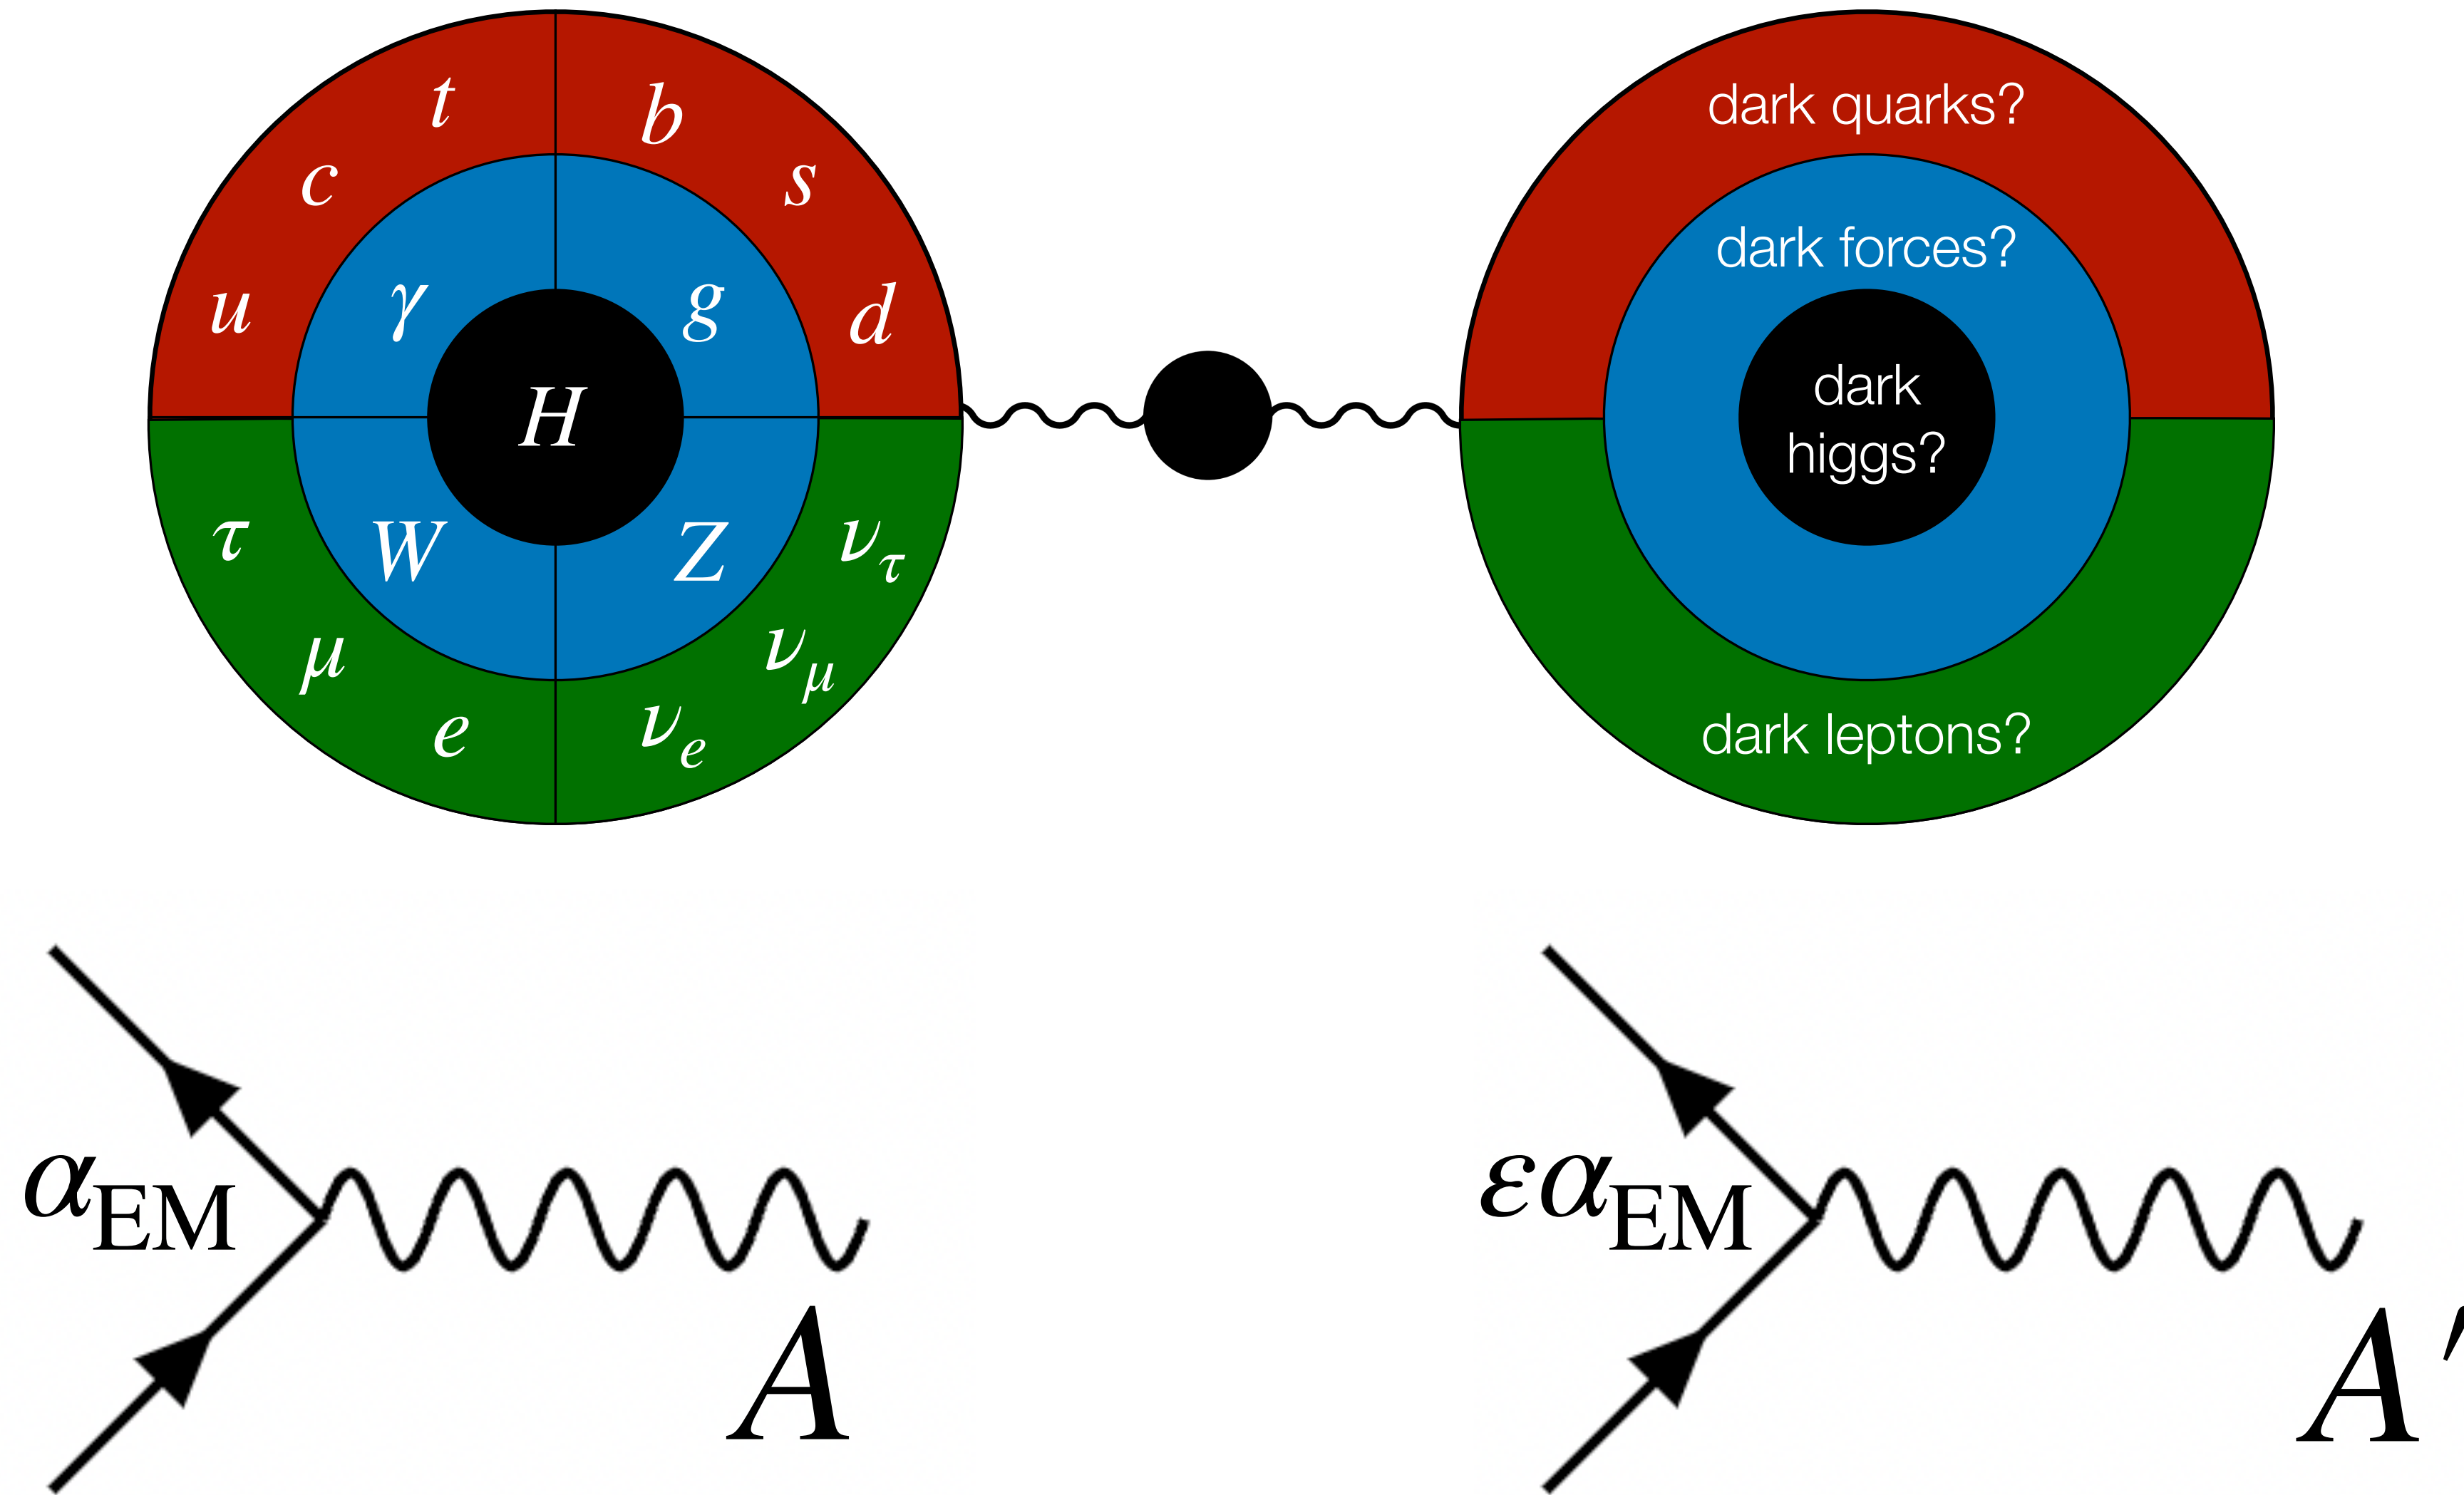 t
b
c
s
u
d
γ
g
H
W
Z
τ
μ
e
ν_e
ν_μ
ν_τ
dark quarks?
dark forces?
dark
higgs?
dark leptons?
α_EM
A
εα_EM
A'